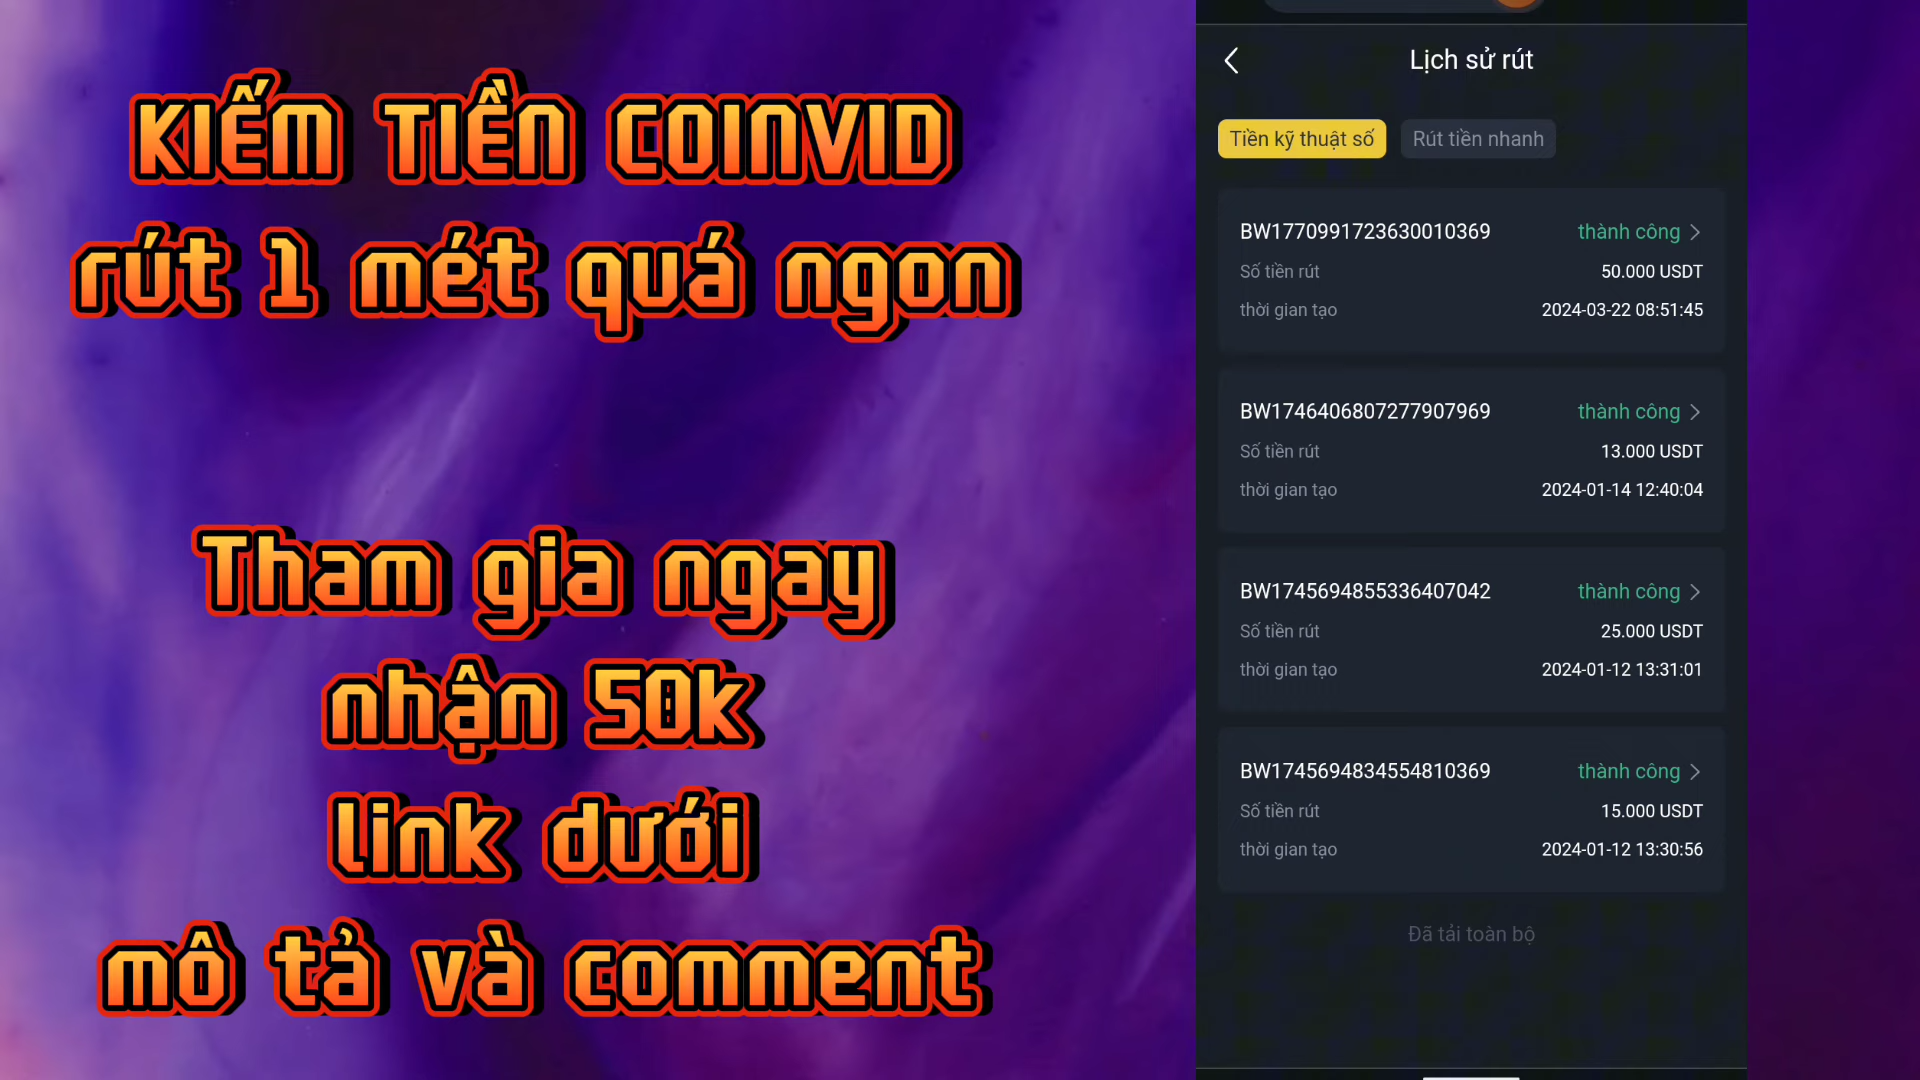 KIẾM TIỀN COINVID
rút 1 mét quá ngon
Tham gia ngay
nhận 50k
link dưới
mô tả và comment
Lịch sử rút
Tiền kỹ thuật số
Rút tiền nhanh
BW1770991723630010369 thành công
Số tiền rút 50.000 USDT
thời gian tạo 2024-03-22 08:51:45
BW1746406807277907969 thành công
Số tiền rút 13.000 USDT
thời gian tạo 2024-01-14 12:40:04
BW1745694855336407042 thành công
Số tiền rút 25.000 USDT
thời gian tạo 2024-01-12 13:31:01
BW1745694834554810369 thành công
Số tiền rút 15.000 USDT
thời gian tạo 2024-01-12 13:30:56
Đã tải toàn bộ